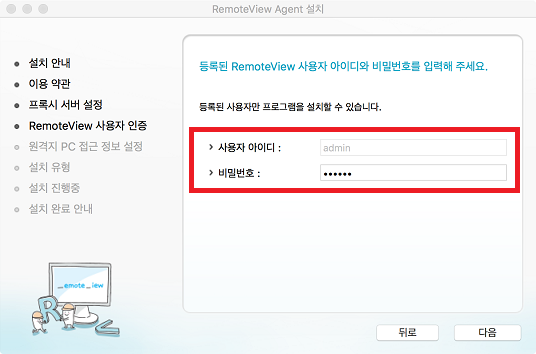 RemoteView Agent 설치
설치 안내
이용 약관
프록시 서버 설정
RemoteView 사용자 인증
원격지 PC 접근 정보 설정
설치 유형
설치 진행중
설치 완료 안내
등록된 RemoteView 사용자 아이디와 비밀번호를 입력해 주세요.
등록된 사용자만 프로그램을 설치할 수 있습니다.
사용자 아이디 : admin
비밀번호 : ••••••
_emote _iew
R
뒤로
다음